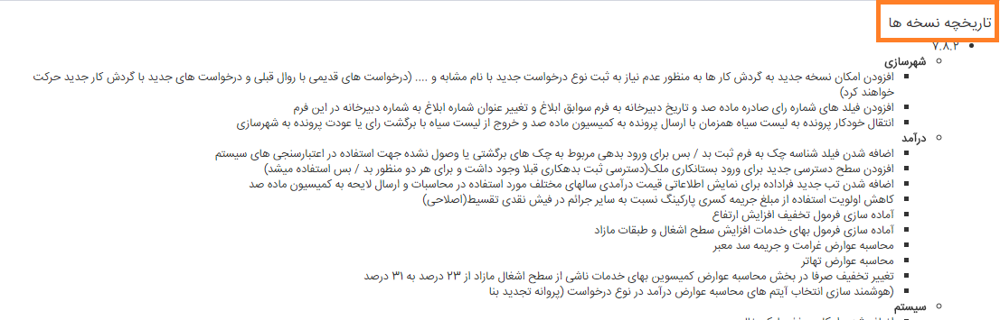 تاریخچه نسخه ها
۷.۸.۲
شهرسازی
افزودن امکان نسخه جدید به گردش کار ها به منظور عدم نیاز به ثبت نوع درخواست جدید با نام مشابه و .... (درخواست های قدیمی با روال قبلی و درخواست های جدید با گردش کار جدید حرکت
خواهند کرد)
افزودن فیلد های شماره رای صادره ماده صد و تاریخ دبیرخانه به فرم سوابق ابلاغ و تغییر عنوان شماره ابلاغ به شماره دبیرخانه در این فرم
انتقال خودکار پرونده به لیست سیاه همزمان با ارسال پرونده به کمیسیون ماده صد و خروج از لیست سیاه با برگشت رای یا عودت پرونده به شهرسازی
درآمد
اضافه شدن فیلد شناسه چک به فرم ثبت بد / بس برای ورود بدهی مربوط به چک های برگشتی یا وصول نشده جهت استفاده در اعتبارسنجی های سیستم
افزودن سطح دسترسی جدید برای ورود بستانکاری ملک(دسترسی ثبت بدهکاری قبلا وجود داشت و برای هر دو منظور بد / بس استفاده میشد)
اضافه شدن تب جدید فراداده برای نمایش اطلاعاتی قیمت درآمدی سالهای مختلف مورد استفاده در محاسبات و ارسال لایحه به کمیسیون ماده صد
کاهش اولویت استفاده از مبلغ جریمه کسری پارکینگ نسبت به سایر جرائم در فیش نقدی تقسیط(اصلاحی)
آماده سازی فرمول تخفیف افزایش ارتفاع
آماده سازی فرمول بهای خدمات افزایش سطح اشغال و طبقات مازاد
محاسبه عوارض غرامت و جریمه سد معبر
محاسبه عوارض تهاتر
تغییر تخفیف صرفا در بخش محاسبه عوارض کمیسوین بهای خدمات ناشی از سطح اشغال مازاد از ۲۳ درصد به ۳۱ درصد
(هوشمند سازی انتخاب آیتم های محاسبه عوارض درآمد در نوع درخواست (پروانه تجدید بنا
سیستم